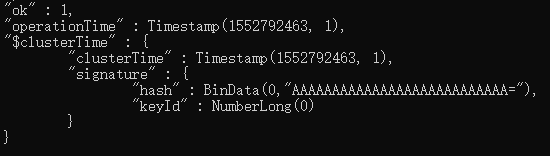 "ok" : 1,
"operationTime" : Timestamp(1552792463, 1),
"$clusterTime" : {
"clusterTime" : Timestamp(1552792463, 1),
"signature" : {
"hash" : BinData(0,"AAAAAAAAAAAAAAAAAAAAAAAAAAA="),
"keyId" : NumberLong(0)
}
}